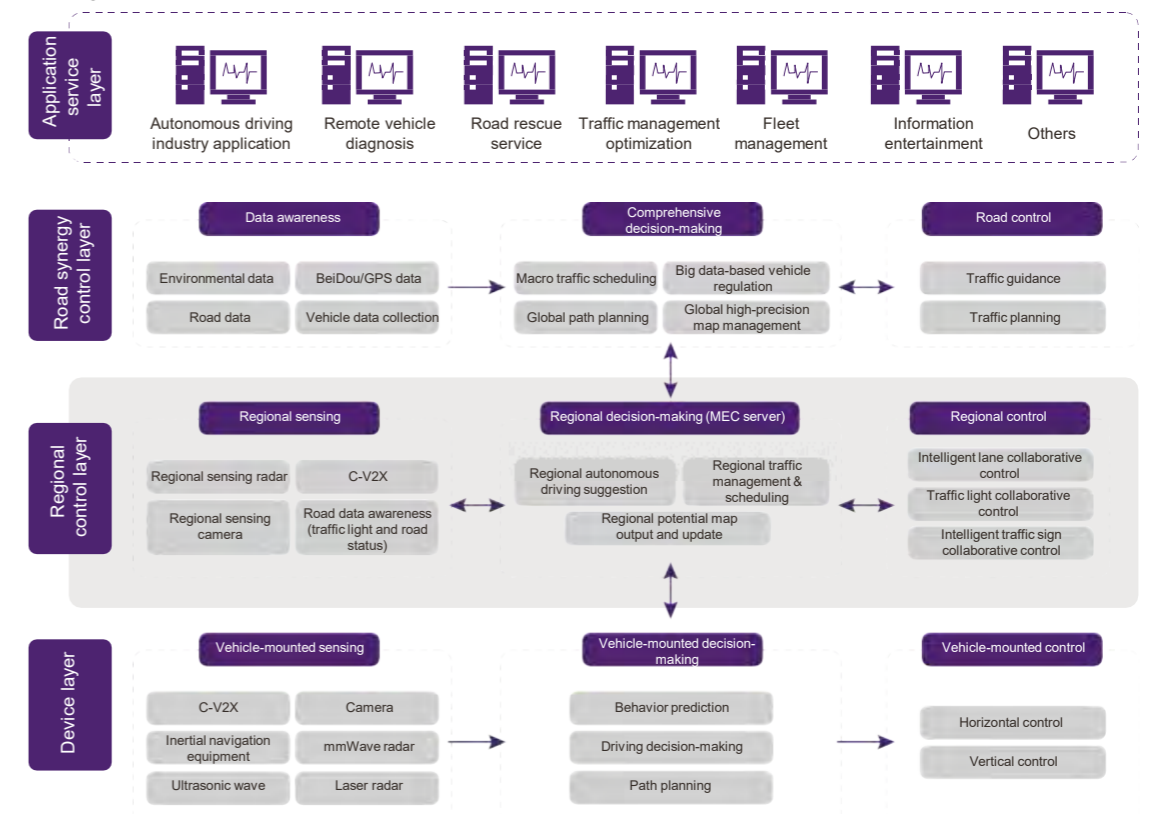 Application
service
layer
Autonomous driving
industry application
Remote vehicle
diagnosis
Road rescue
service
Traffic management
optimization
Fleet
management
Information
entertainment
Others
Road synergy
control layer
Data awareness
Environmental data
BeiDou/GPS data
Road data
Vehicle data collection
Comprehensive
decision-making
Macro traffic scheduling
Big data-based vehicle
regulation
Global path planning
Global high-precision
map management
Road control
Traffic guidance
Traffic planning
Regional
control layer
Regional sensing
Regional sensing radar
C-V2X
Regional sensing
camera
Road data awareness
(traffic light and road
status)
Regional decision-making (MEC server)
Regional autonomous
driving suggestion
Regional traffic
management &
scheduling
Regional potential map
output and update
Regional control
Intelligent lane collaborative
control
Traffic light collaborative
control
Intelligent traffic sign
collaborative control
Device layer
Vehicle-mounted sensing
C-V2X
Camera
Inertial navigation
equipment
mmWave radar
Ultrasonic wave
Laser radar
Vehicle-mounted decision-
making
Behavior prediction
Driving decision-making
Path planning
Vehicle-mounted control
Horizontal control
Vertical control